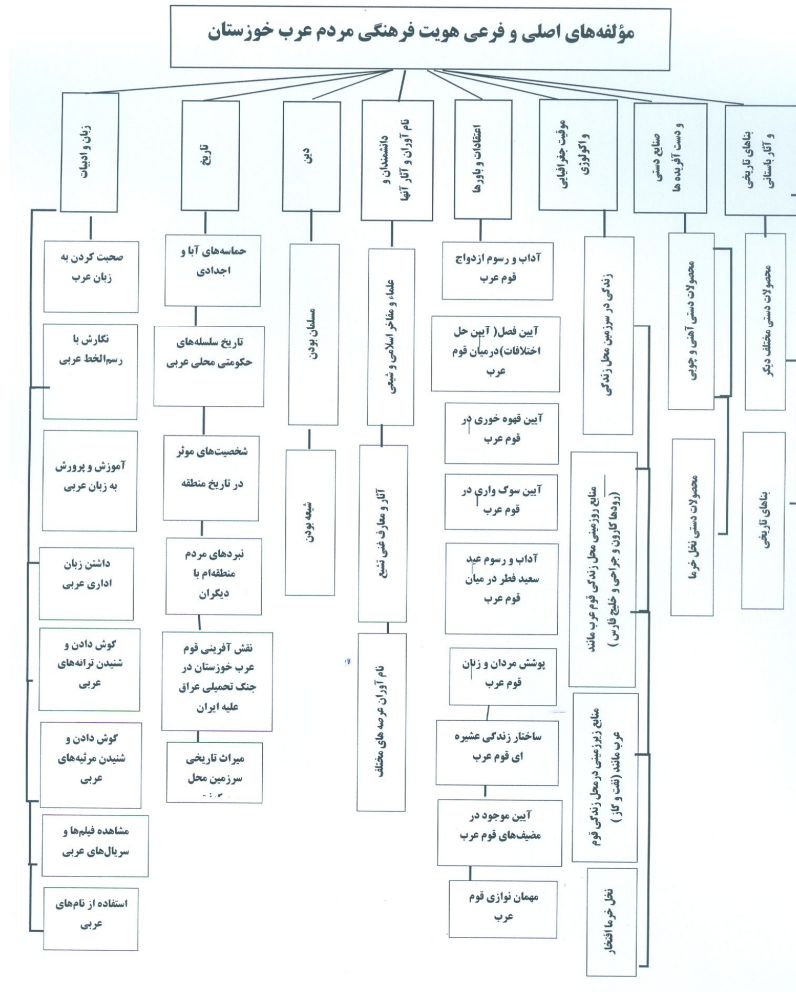 مؤلفه‌های اصلی و فرعی هویت فرهنگی مردم عرب خوزستان
بناهای تاریخی
و آثار باستانی
محصولات دستی مختلف دیگر
بناهای تاریخی
صنایع دستی
و دست آفریده ها
محصولات دستی آهنی و چوبی
محصولات دستی نخل خرما
موقیت جغرافیایی
و اکولوژی
زندگی در سرزمین محل زندگی
منابع روزمینی محل زندگی قوم عرب مانند
(رودها کارون و جراحی و خلیج فارس )
منابع زیرزمینی درمحل زندگی قوم
عرب مانند (نفت و گاز )
نخل خرما افتخار
اعتقادات و باورها
آداب و رسوم ازدواج
قوم عرب
آیین فصل( آیین حل
اختلافات)درمیان قوم
عرب
آیین قهوه خوری در
قوم عرب
آیین سوگ واری در
قوم عرب
آداب و رسوم عید
سعید فطر در میان
قوم عرب
پوشش مردان و زنان
قوم عرب
ساختار زندگی عشیره
ای قوم عرب
آیین موجود در
مضیف‌های قوم عرب
مهمان نوازی قوم
عرب
نام آوران و آثار آنها
دانشمندان و
علماء و مفاخر اسلامی و شیعی
آثار و معارف غنی تشیع
نام آوران عرصه های مختلف
دین
مسلمان بودن
شیعه بودن
تاریخ
حماسه‌های آبا و
اجدادی
تاریخ سلسله‌های
حکومتی محلی عربی
شخصیت‌های موثر
در تاریخ منطقه
نبردهای مردم
منطقه‌ام با
دیگران
نقش آفرینی قوم
عرب خوزستان در
جنگ تحمیلی عراق
علیه ایران
میراث تاریخی
سرزمین محل
زبان و ادبیات
صحبت کردن به
زبان عرب
نگارش با
رسم‌الخط عربی
آموزش و پرورش
به زبان عربی
داشتن زبان
اداری عربی
گوش دادن و
شنیدن ترانه‌های
عربی
گوش دادن و
شنیدن مرثیه‌های
عربی
مشاهده فیلم‌ها و
سریال‌های عربی
استفاده از نام‌های
عربی